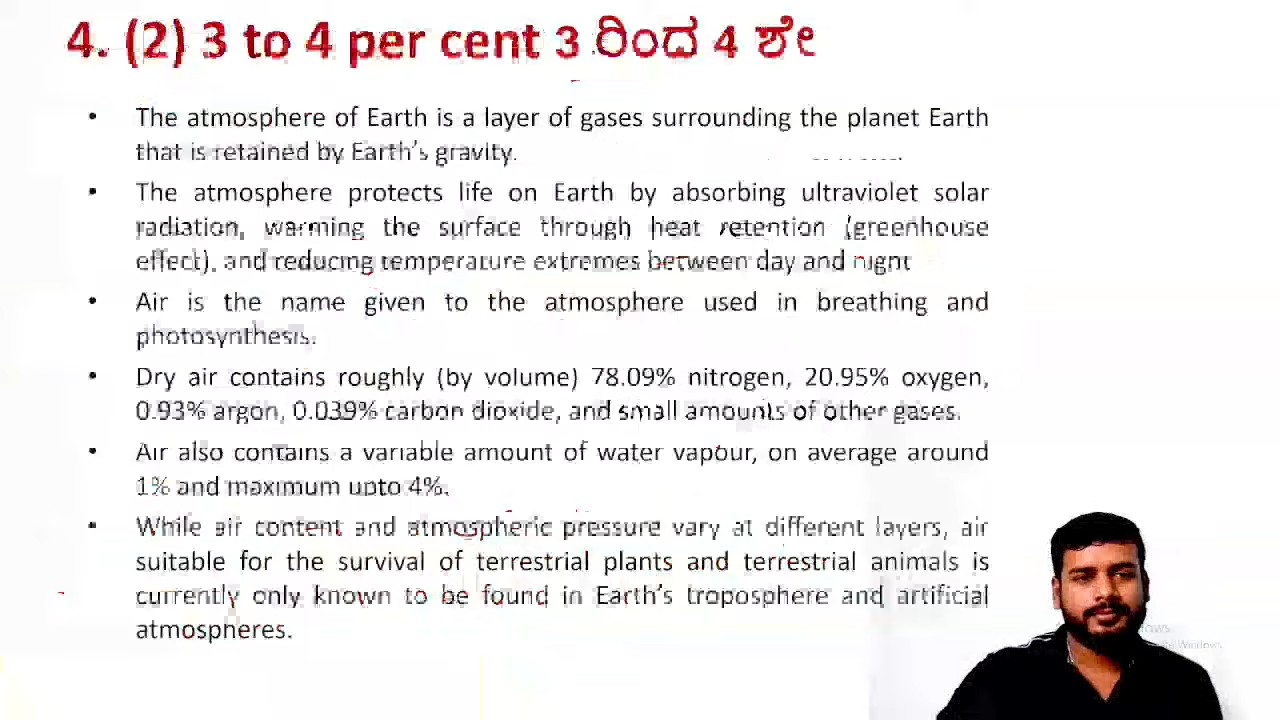 4. (2) 3 to 4 per cent 3 ರಿಂದ 4 ಶೇ
• The atmosphere of Earth is a layer of gases surrounding the planet Earth
that is retained by Earth's gravity.
• The atmosphere protects life on Earth by absorbing ultraviolet solar
radiation, warming the surface through heat retention (greenhouse
effect), and reducing temperature extremes between day and night
• Air is the name given to the atmosphere used in breathing and
photosynthesis.
• Dry air contains roughly (by volume) 78.09% nitrogen, 20.95% oxygen,
0.93% argon, 0.039% carbon dioxide, and small amounts of other gases.
• Air also contains a variable amount of water vapour, on average around
1% and maximum upto 4%.
• While air content and atmospheric pressure vary at different layers, air
suitable for the survival of terrestrial plants and terrestrial animals is
currently only known to be found in Earth's troposphere and artificial
atmospheres.
Windows